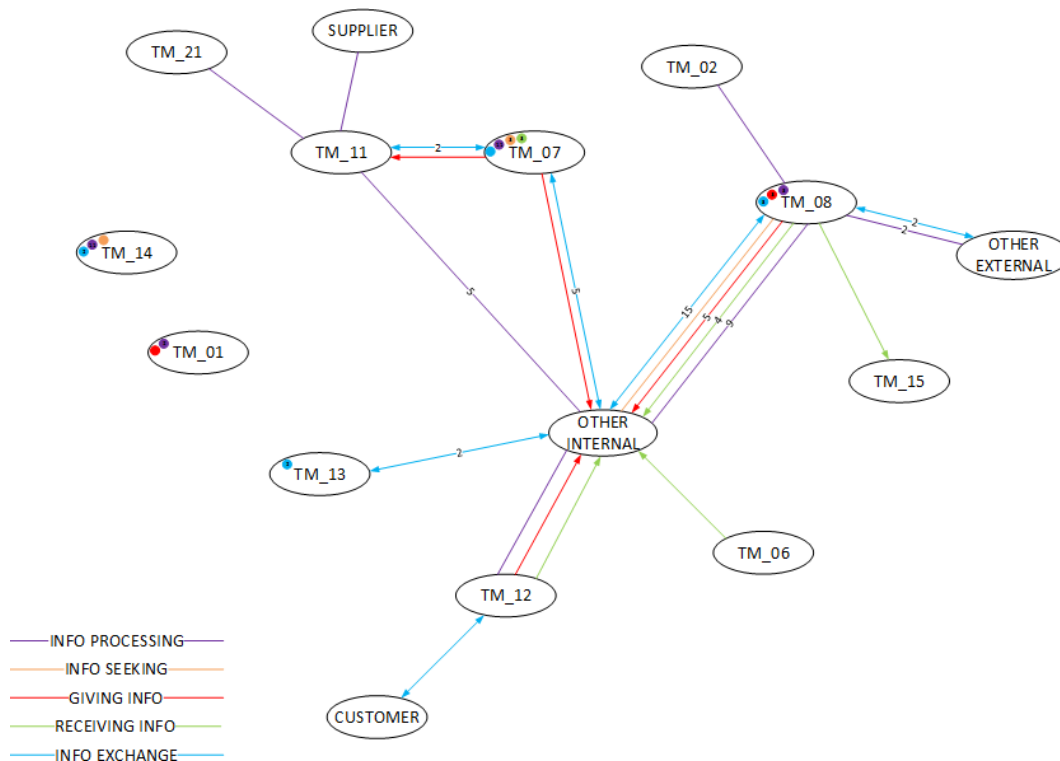 SUPPLIER
TM_21
TM_02
TM_11
2
TM_07
TM_08
2
2
OTHER
EXTERNAL
TM_14
5
5
15
5
4
9
TM_01
TM_15
OTHER
INTERNAL
2
TM_13
TM_06
TM_12
CUSTOMER
INFO PROCESSING
INFO SEEKING
GIVING INFO
RECEIVING INFO
INFO EXCHANGE